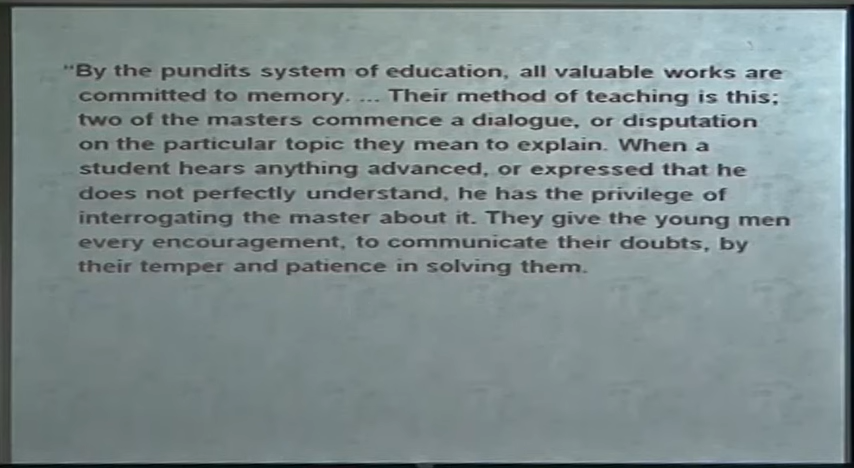 "By the pundits system of education, all valuable works are
committed to memory. ... Their method of teaching is this;
two of the masters commence a dialogue, or disputation
on the particular topic they mean to explain. When a
student hears anything advanced, or expressed that he
does not perfectly understand, he has the privilege of
interrogating the master about it. They give the young men
every encouragement, to communicate their doubts, by
their temper and patience in solving them.